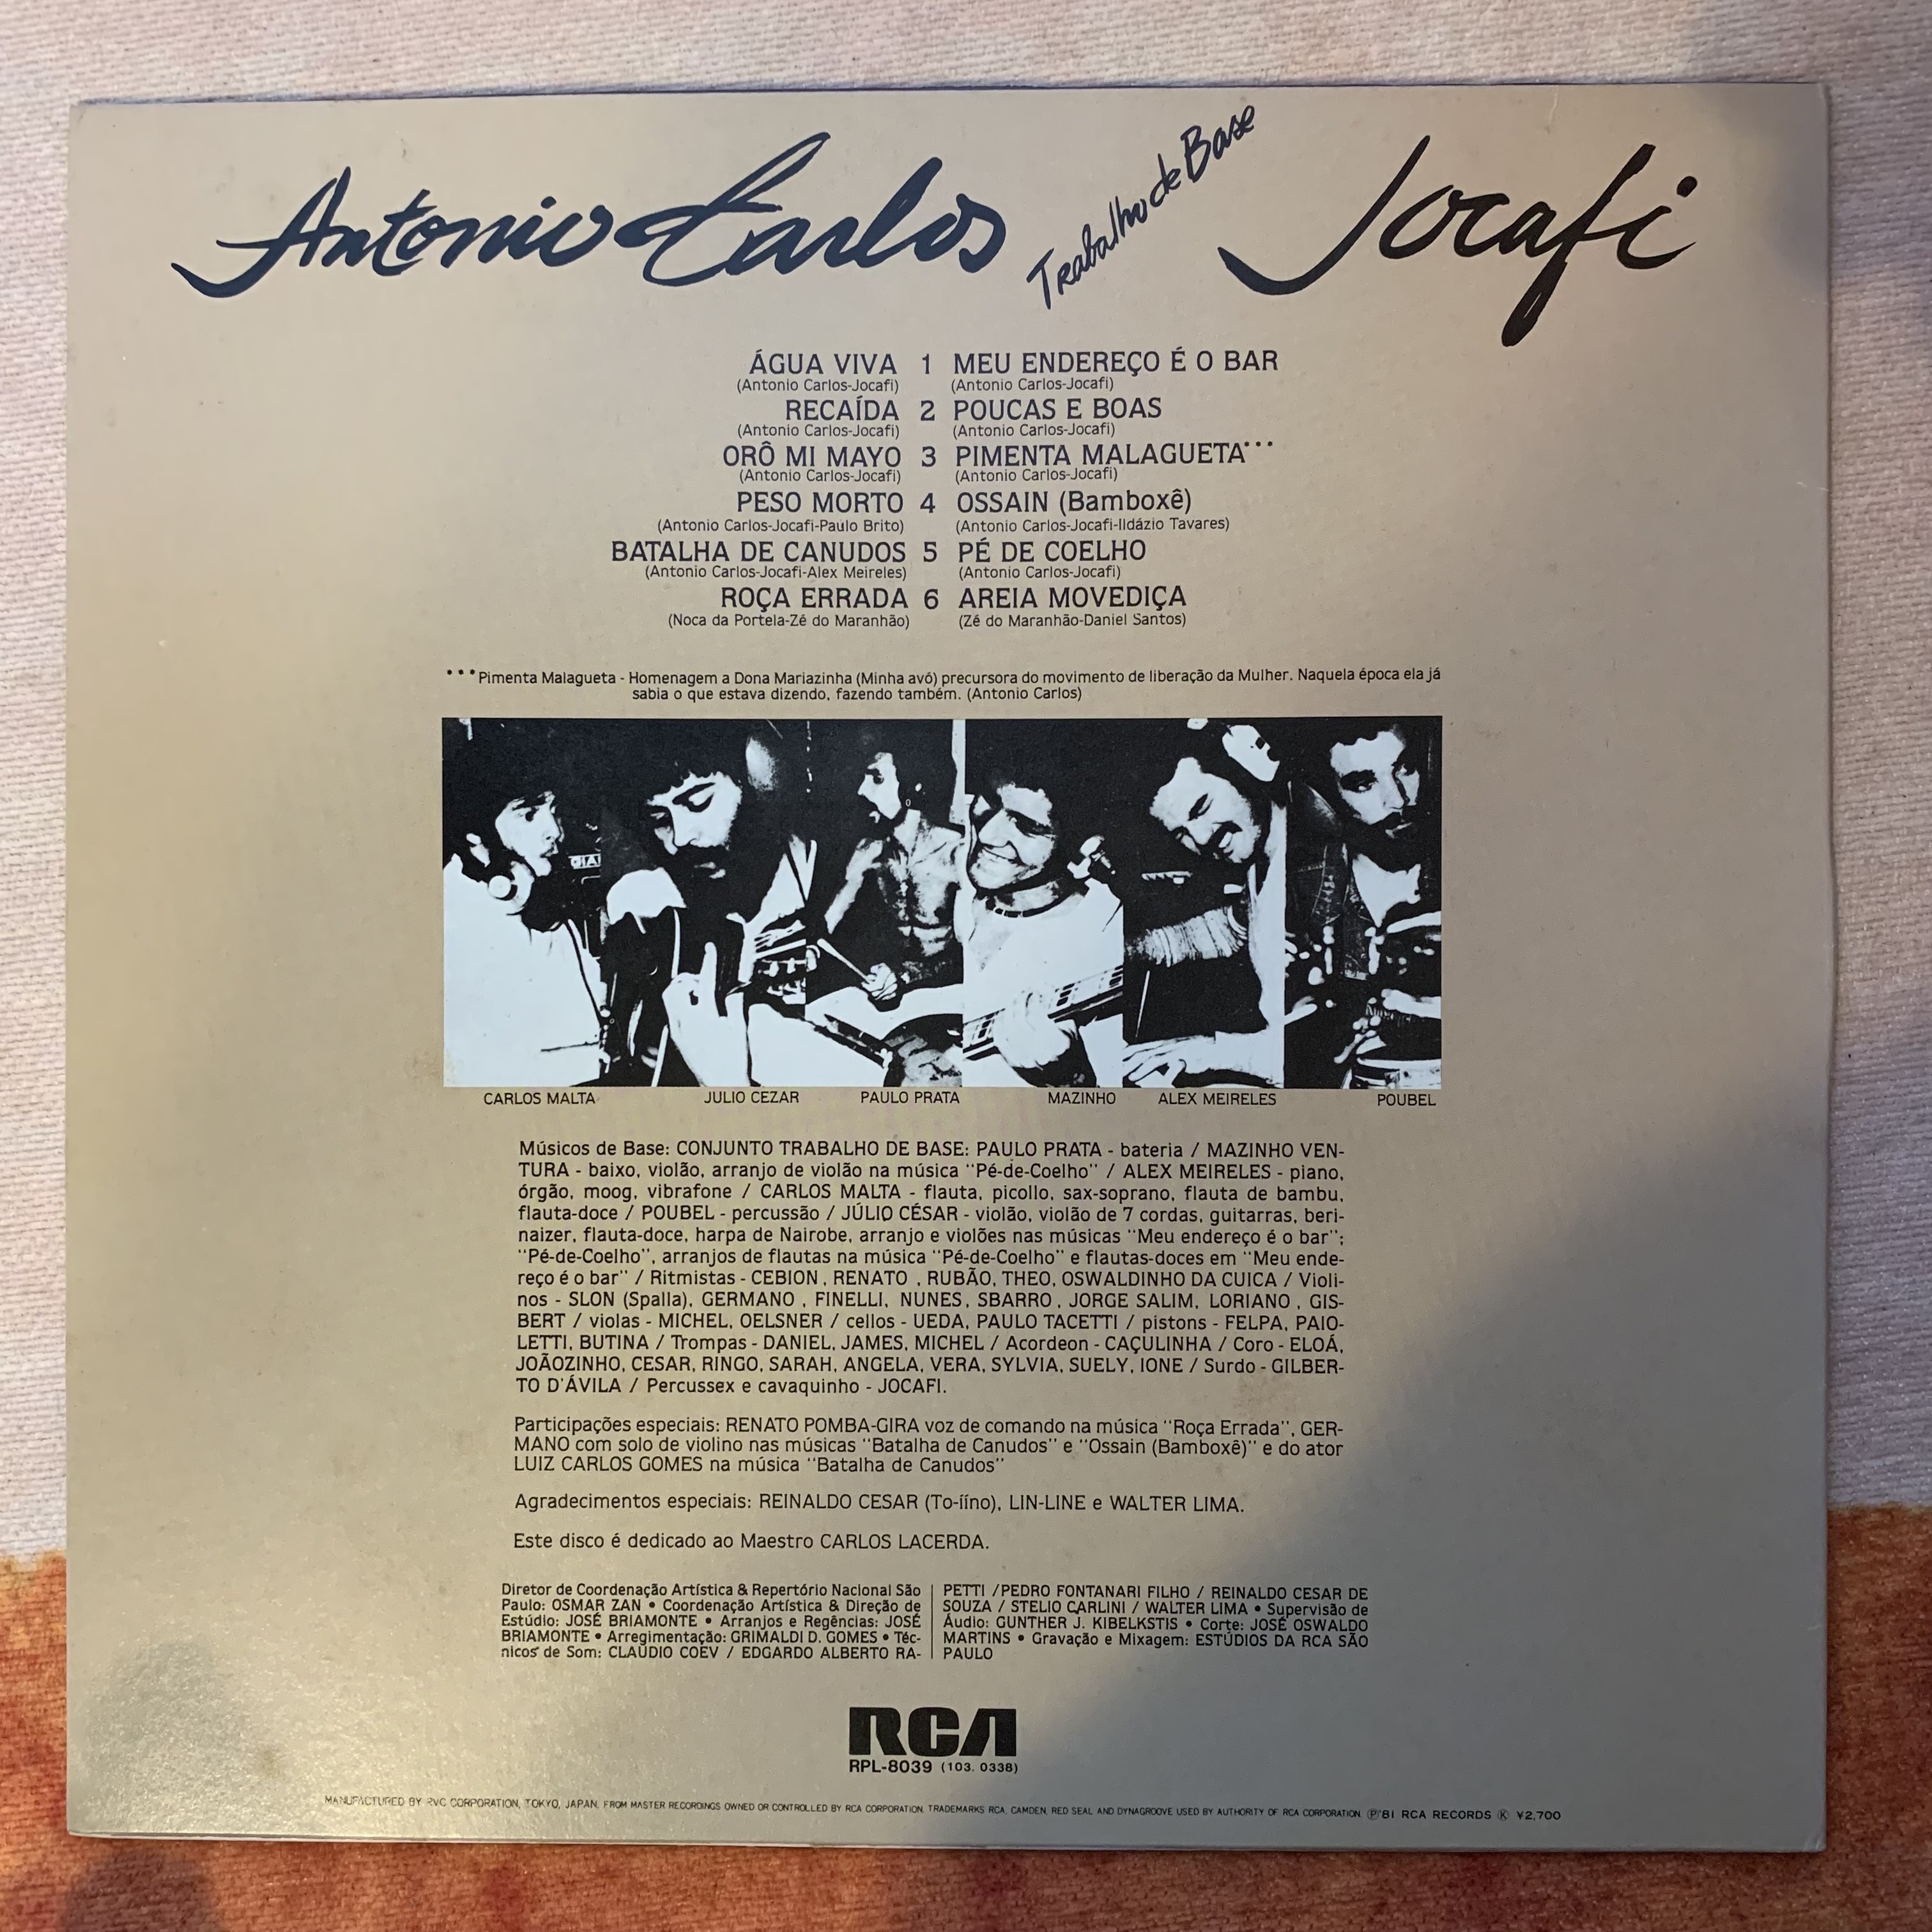 Antonio Carlos Trabalho de Base Jocafi
ÁGUA VIVA 1 MEU ENDEREÇO É O BAR
(Antonio Carlos-Jocafi) (Antonio Carlos-Jocafi)
RECAÍDA 2 POUCAS E BOAS
(Antonio Carlos-Jocafi) (Antonio Carlos-Jocafi)
ORÔ MI MAYO 3 PIMENTA MALAGUETA•••
(Antonio Carlos-Jocafi) (Antonio Carlos-Jocafi)
PESO MORTO 4 OSSAIN (Bamboxê)
(Antonio Carlos-Jocafi-Paulo Brito) (Antonio Carlos-Jocafi-Ildázio Tavares)
BATALHA DE CANUDOS 5 PÉ DE COELHO
(Antonio Carlos-Jocafi-Alex Meireles) (Antonio Carlos-Jocafi)
ROÇA ERRADA 6 AREIA MOVEDIÇA
(Noca da Portela-Zé do Maranhão) (Zé do Maranhão-Daniel Santos)
•••Pimenta Malagueta - Homenagem a Dona Mariazinha (Minha avó) precursora do movimento de liberação da Mulher. Naquela época ela já
sabia o que estava dizendo, fazendo também. (Antonio Carlos)
CARLOS MALTA JULIO CEZAR PAULO PRATA MAZINHO ALEX MEIRELES POUBEL
Músicos de Base: CONJUNTO TRABALHO DE BASE: PAULO PRATA - bateria / MAZINHO VEN-
TURA - baixo, violão, arranjo de violão na música "Pé-de-Coelho" / ALEX MEIRELES - piano,
órgão, moog, vibrafone / CARLOS MALTA - flauta, picollo, sax-soprano, flauta de bambu,
flauta-doce / POUBEL - percussão / JÚLIO CÉSAR - violão, violão de 7 cordas, guitarras, beri-
naizer, flauta-doce, harpa de Nairobe, arranjo e violões nas músicas "Meu endereço é o bar";
"Pé-de-Coelho", arranjos de flautas na música "Pé-de-Coelho" e flautas-doces em "Meu ende-
reço é o bar" / Ritmistas - CEBION, RENATO, RUBÃO, THEO, OSWALDINHO DA CUICA / Violi-
nos - SLON (Spalla), GERMANO, FINELLI, NUNES, SBARRO, JORGE SALIM, LORIANO, GIS-
BERT / violas - MICHEL, OELSNER / cellos - UEDA, PAULO TACETTI / pistons - FELPA, PAIO-
LETTI, BUTINA / Trompas - DANIEL, JAMES, MICHEL / Acordeon - CAÇULINHA / Coro - ELOÁ,
JOÃOZINHO, CESAR, RINGO, SARAH, ANGELA, VERA, SYLVIA, SUELY, IONE / Surdo - GILBER-
TO D'ÁVILA / Percussex e cavaquinho - JOCAFI.
Participações especiais: RENATO POMBA-GIRA voz de comando na música "Roça Errada", GER-
MANO com solo de violino nas músicas "Batalha de Canudos" e "Ossain (Bamboxê)" e do ator
LUIZ CARLOS GOMES na música "Batalha de Canudos"
Agradecimentos especiais: REINALDO CESAR (To-íino), LIN-LINE e WALTER LIMA.
Este disco é dedicado ao Maestro CARLOS LACERDA.
Diretor de Coordenação Artística & Repertório Nacional São
Paulo: OSMAR ZAN • Coordenação Artística & Direção de
Estúdio: JOSÉ BRIAMONTE • Arranjos e Regências: JOSÉ
BRIAMONTE • Arregimentação: GRIMALDI D. GOMES • Téc-
nicos de Som: CLAUDIO COEV / EDGARDO ALBERTO RA-
PETTI /PEDRO FONTANARI FILHO / REINALDO CESAR DE
SOUZA / STELIO CARLINI / WALTER LIMA • Supervisão de
Áudio: GUNTHER J. KIBELKSTIS • Corte: JOSÉ OSWALDO
MARTINS • Gravação e Mixagem: ESTÚDIOS DA RCA SÃO
PAULO
RCA
RPL-8039 (103. 0338)
MANUFACTURED BY RVC CORPORATION, TOKYO, JAPAN. FROM MASTER RECORDINGS OWNED OR CONTROLLED BY RCA CORPORATION. TRADEMARKS RCA, CAMDEN, RED SEAL AND DYNAGROOVE USED BY AUTHORITY OF RCA CORPORATION. Ⓟ'81 RCA RECORDS Ⓚ ¥2,700